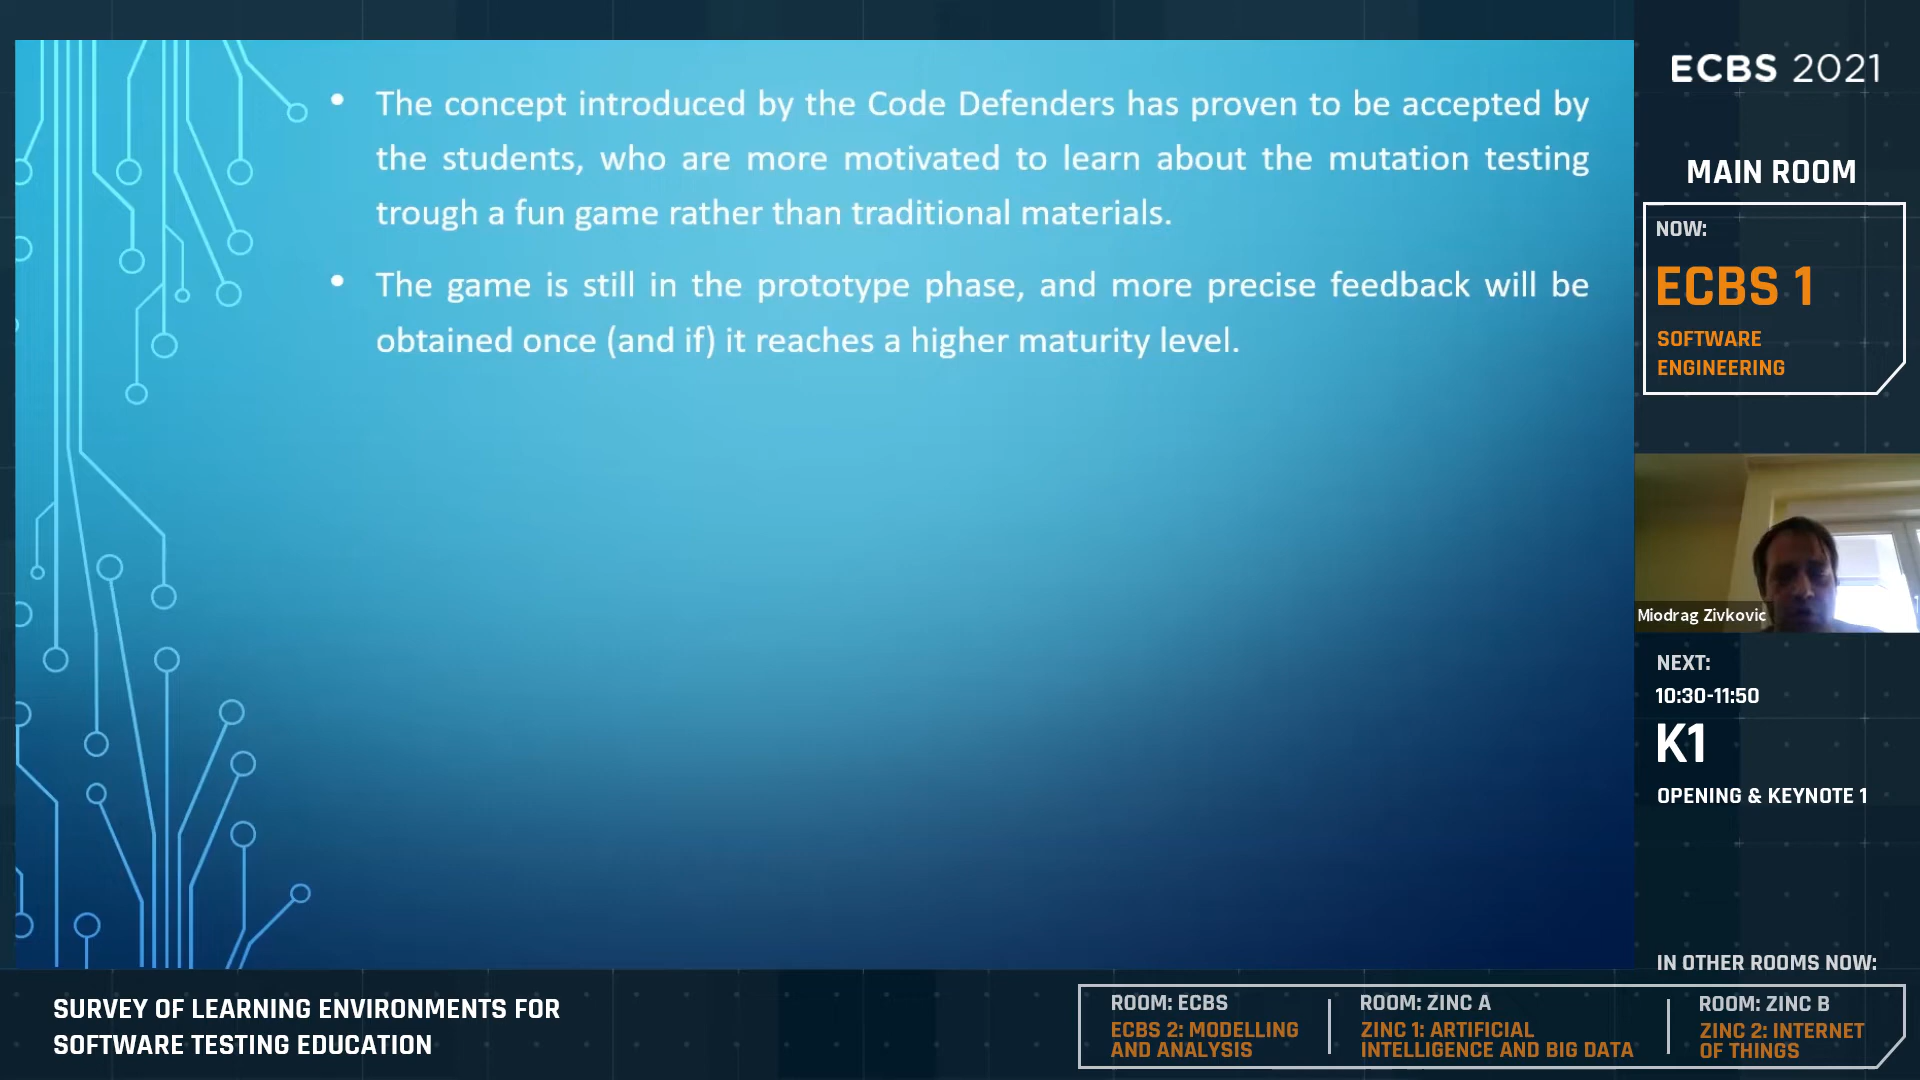 • The concept introduced by the Code Defenders has proven to be accepted by
the students, who are more motivated to learn about the mutation testing
trough a fun game rather than traditional materials.
• The game is still in the prototype phase, and more precise feedback will be
obtained once (and if) it reaches a higher maturity level.
ECBS 2021
MAIN ROOM
NOW:
ECBS 1
SOFTWARE
ENGINEERING
Miodrag Zivkovic
NEXT:
10:30-11:50
K1
OPENING & KEYNOTE 1
IN OTHER ROOMS NOW:
SURVEY OF LEARNING ENVIRONMENTS FOR
SOFTWARE TESTING EDUCATION
ROOM: ECBS
ECBS 2: MODELLING
AND ANALYSIS
ROOM: ZINC A
ZINC 1: ARTIFICIAL
INTELLIGENCE AND BIG DATA
ROOM: ZINC B
ZINC 2: INTERNET
OF THINGS